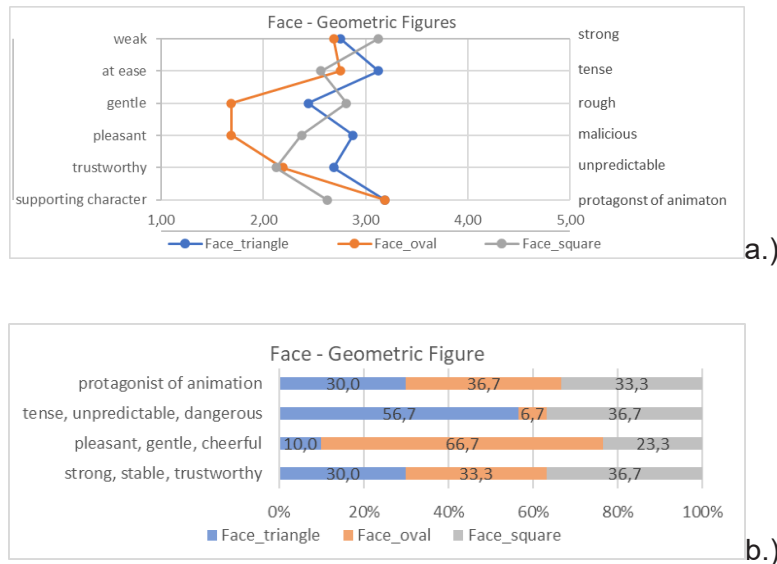 Face - Geometric Figures
weak strong
at ease tense
gentle rough
pleasant malicious
trustworthy unpredictable
supporting character protagonst of animaton
1,00 2,00 3,00 4,00 5,00
Face_triangle Face_oval Face_square
a.)
Face - Geometric Figure
protagonist of animation 30,0 36,7 33,3
tense, unpredictable, dangerous 56,7 6,7 36,7
pleasant, gentle, cheerful 10,0 66,7 23,3
strong, stable, trustworthy 30,0 33,3 36,7
0% 20% 40% 60% 80% 100%
Face_triangle Face_oval Face_square
b.)